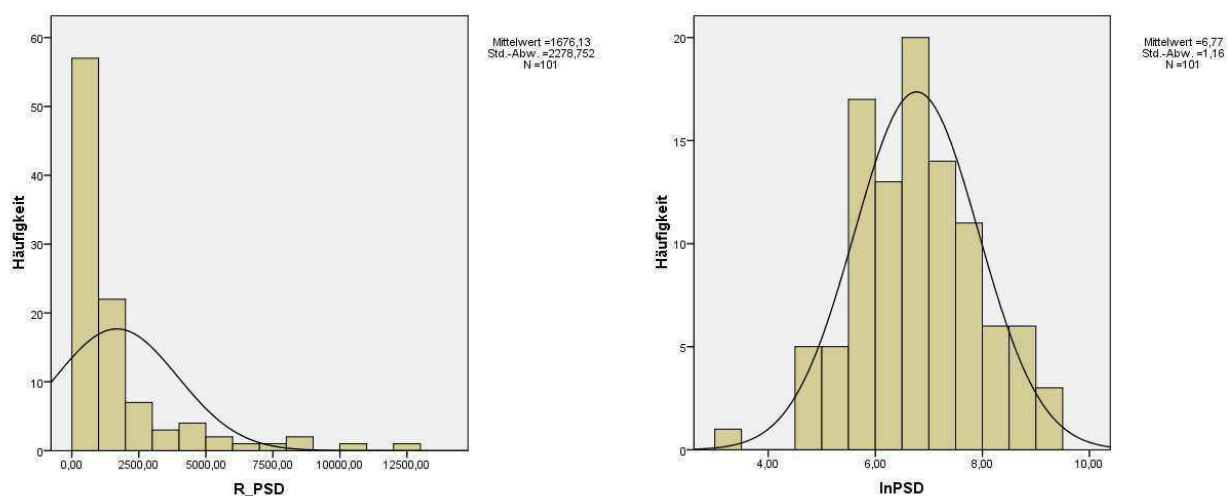 Mittelwert =1676,13
Std.-Abw. =2278,752
N =101
60
50
40
30
20
10
0
Häufigkeit
0,00 2500,00 5000,00 7500,00 10000,00 12500,00
R_PSD
Mittelwert =6,77
Std.-Abw. =1,16
N =101
20
15
10
5
0
Häufigkeit
4,00 6,00 8,00 10,00
lnPSD